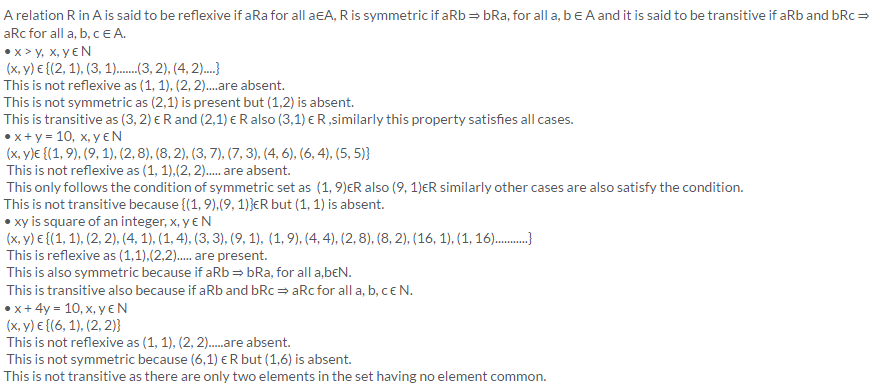 A relation R in A is said to be reflexive if aRa for all aϵA, R is symmetric if aRb ⇒ bRa, for all a, b ϵ A and it is said to be transitive if aRb and bRc ⇒
aRc for all a, b, c ϵ A.
• x > y, x, y ϵ N
(x, y) ϵ {(2, 1), (3, 1).......(3, 2), (4, 2)....}
This is not reflexive as (1, 1), (2, 2)....are absent.
This is not symmetric as (2,1) is present but (1,2) is absent.
This is transitive as (3, 2) ϵ R and (2,1) ϵ R also (3,1) ϵ R ,similarly this property satisfies all cases.
• x + y = 10, x, y ϵ N
(x, y)ϵ {(1, 9), (9, 1), (2, 8), (8, 2), (3, 7), (7, 3), (4, 6), (6, 4), (5, 5)}
This is not reflexive as (1, 1),(2, 2)..... are absent.
This only follows the condition of symmetric set as (1, 9)ϵR also (9, 1)ϵR similarly other cases are also satisfy the condition.
This is not transitive because {(1, 9),(9, 1)}ϵR but (1, 1) is absent.
• xy is square of an integer, x, y ϵ N
(x, y) ϵ {(1, 1), (2, 2), (4, 1), (1, 4), (3, 3), (9, 1), (1, 9), (4, 4), (2, 8), (8, 2), (16, 1), (1, 16)...........}
This is reflexive as (1,1),(2,2)..... are present.
This is also symmetric because if aRb ⇒ bRa, for all a,bϵN.
This is transitive also because if aRb and bRc ⇒ aRc for all a, b, c ϵ N.
• x + 4y = 10, x, y ϵ N
(x, y) ϵ {(6, 1), (2, 2)}
This is not reflexive as (1, 1), (2, 2).....are absent.
This is not symmetric because (6,1) ϵ R but (1,6) is absent.
This is not transitive as there are only two elements in the set having no element common.